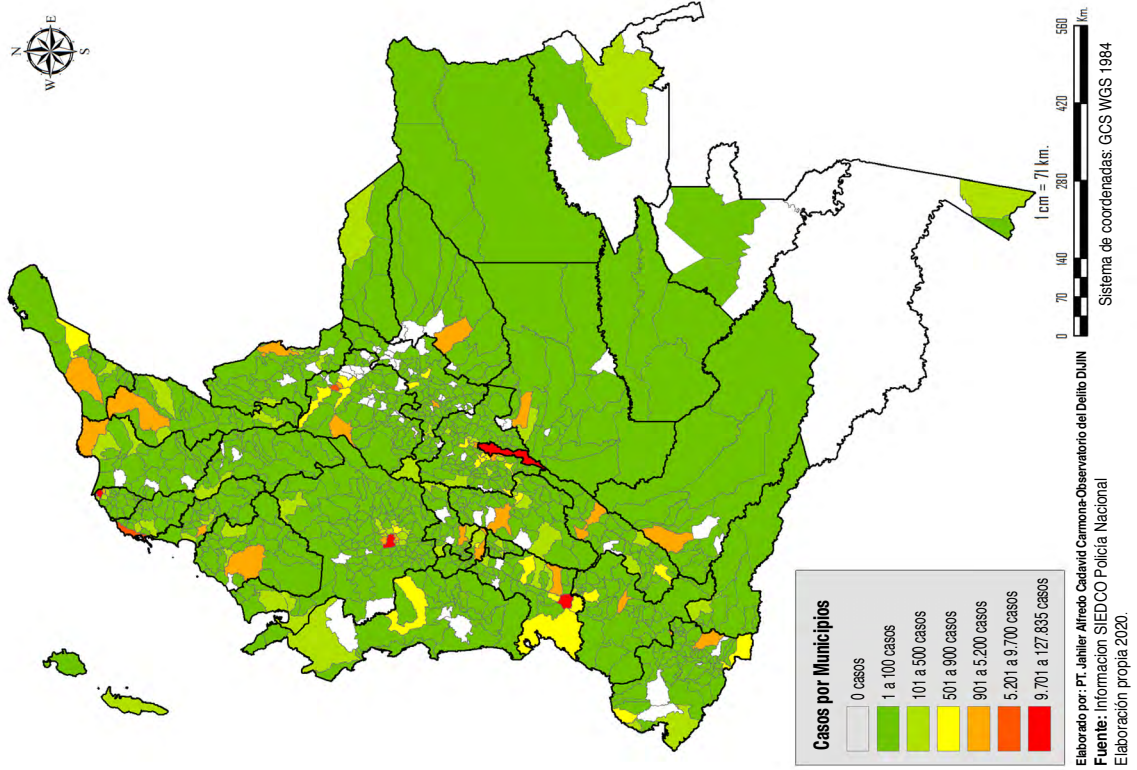 N
W E
S
Casos por Municipios
0 casos
1 a 100 casos
101 a 500 casos
501 a 900 casos
901 a 5.200 casos
5.201 a 9.700 casos
9.701 a 127.835 casos
1 cm = 71 km.
0 70 140 280 420 560 Km.
Sistema de coordenadas: GCS WGS 1984
Elaborado por: PT. Jahiler Alfredo Cadavid Carmona-Observatorio del Delito DIJIN
Fuente: Informacion SIEDCO Policía Nacional
Elaboración propia 2020.